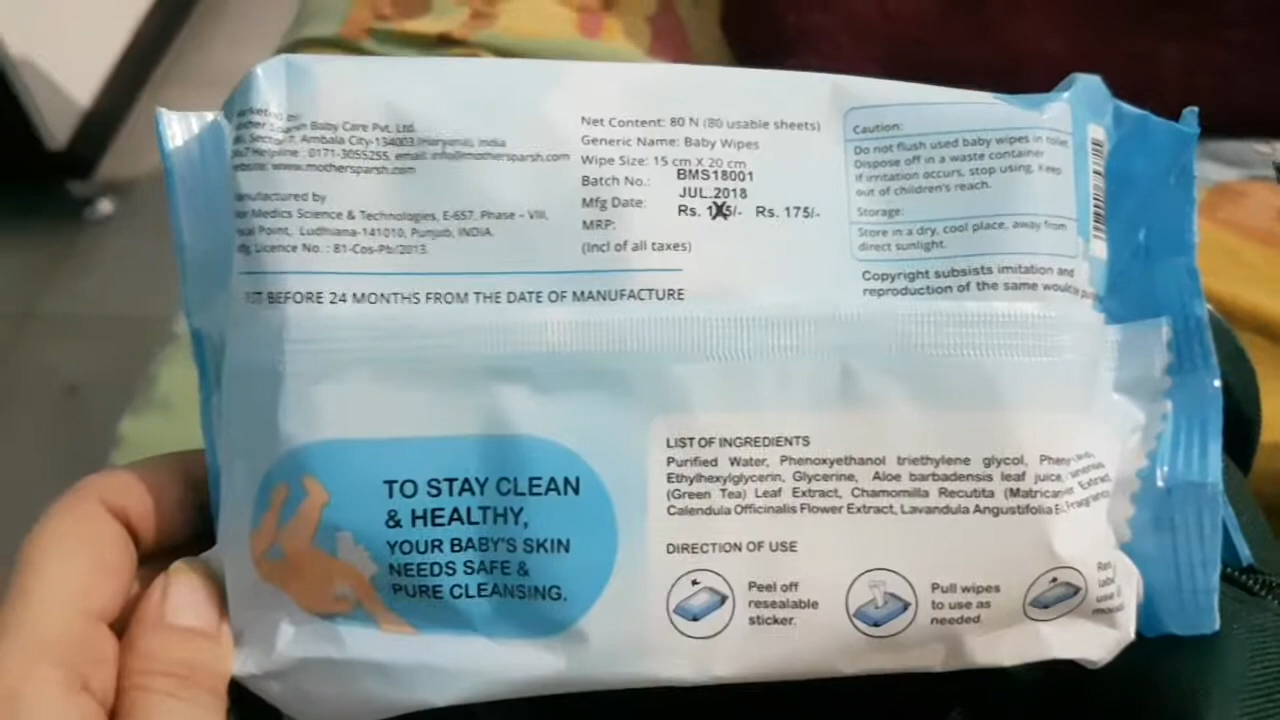 Baby Care Pvt. Ltd.
Ambala City-134003 (Haryana), India
Helpline : 0171-3055255, email: info@mothersparsh.com
www.mothersparsh.com
by
Medics Science & Technologies, E-657, Phase – VIII,
Point, Ludhiana-141010, Punjab, INDIA.
Licence No. : 81-Cos-Pb/2013
BEFORE 24 MONTHS FROM THE DATE OF MANUFACTURE
Net Content: 80 N (80 usable sheets)
Generic Name: Baby Wipes
Wipe Size: 15 cm X 20 cm
Batch No.: BMS18001
Mfg Date: JUL.2018
MRP: Rs. 175/-
(Incl of all taxes)
Caution:
Do not flush used baby wipes in toilet.
Dispose off in a waste container
If irritation occurs, stop using. Keep
out of children's reach.
Storage:
Store in a dry, cool place, away from
direct sunlight.
Copyright subsists imitation and
reproduction of the same would
TO STAY CLEAN
& HEALTHY,
YOUR BABY'S SKIN
NEEDS SAFE &
PURE CLEANSING.
LIST OF INGREDIENTS
Purified Water, Phenoxyethanol triethylene glycol,
Ethylhexylglycerin, Glycerine, Aloe barbadensis leaf juice,
(Green Tea) Leaf Extract, Chamomilla Recutita Extract,
Calendula Officinalis Flower Extract, Lavandula Angustifolia
DIRECTION OF USE
Peel off
resealable
sticker.
Pull wipes
to use as
needed.